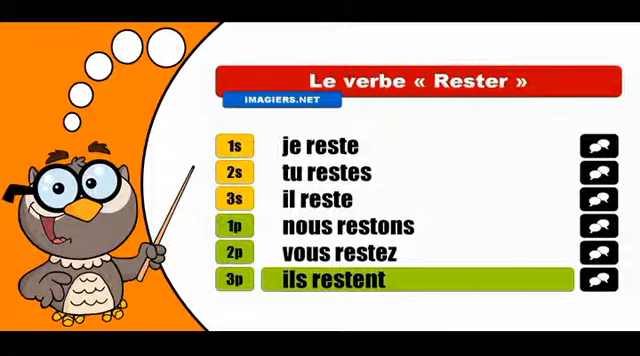 Le verbe « Rester »
IMAGIERS.NET
1s je reste
2s tu restes
3s il reste
1p nous restons
2p vous restez
3p ils restent